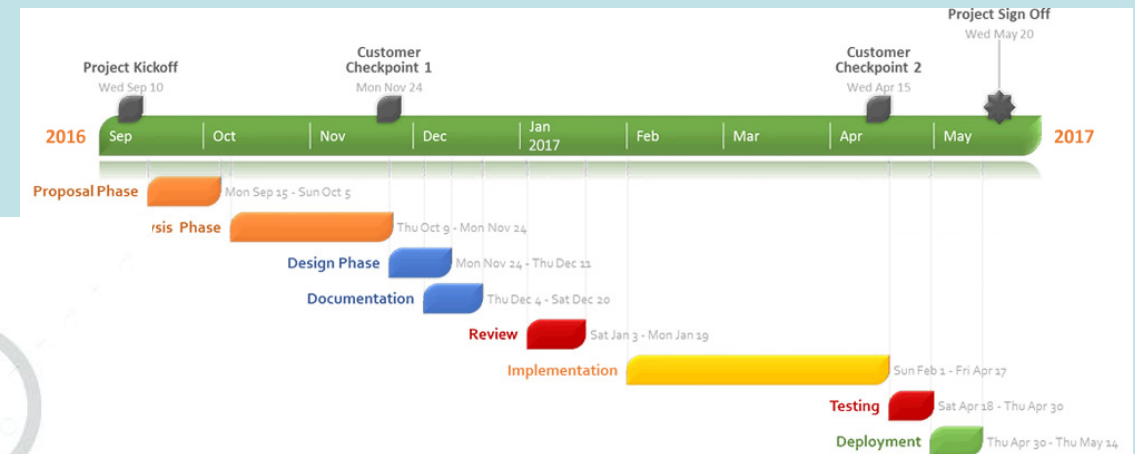 Project Sign Off
Wed May 20
Customer
Checkpoint 1
Mon Nov 24
Customer
Checkpoint 2
Wed Apr 15
Project Kickoff
Wed Sep 10
2016 Sep Oct Nov Dec Jan 2017 Feb Mar Apr May 2017
Proposal Phase Mon Sep 15 - Sun Oct 5
ysis Phase Thu Oct 9 - Mon Nov 24
Design Phase Mon Nov 24 - Thu Dec 11
Documentation Thu Dec 4 - Sat Dec 20
Review Sat Jan 3 - Mon Jan 19
Implementation Sun Feb 1 - Fri Apr 17
Testing Sat Apr 18 - Thu Apr 30
Deployment Thu Apr 30 - Thu May 14